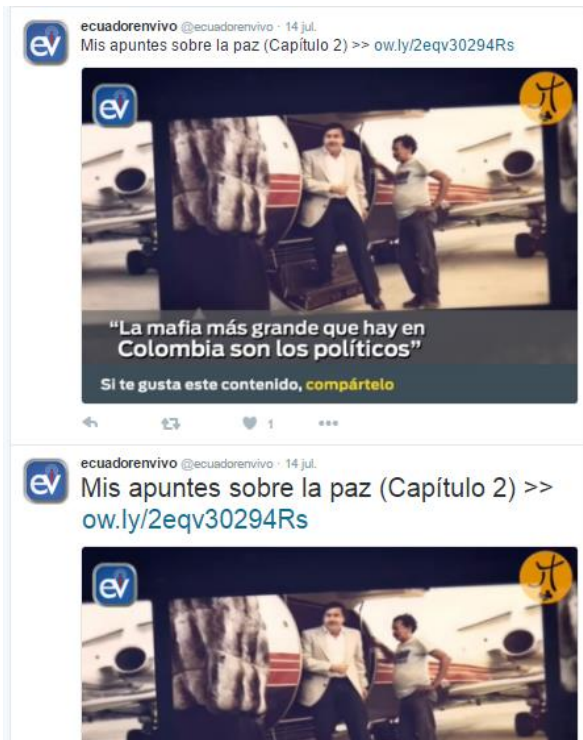 ecuadorenvivo @ecuadorenvivo · 14 jul.
Mis apuntes sobre la paz (Capítulo 2) >> ow.ly/2eqv30294Rs
ev
ev
“La mafia más grande que hay en
Colombia son los políticos”
Si te gusta este contenido, compártelo
1
ecuadorenvivo @ecuadorenvivo · 14 jul.
ev
Mis apuntes sobre la paz (Capítulo 2) >>
ow.ly/2eqv30294Rs
ev